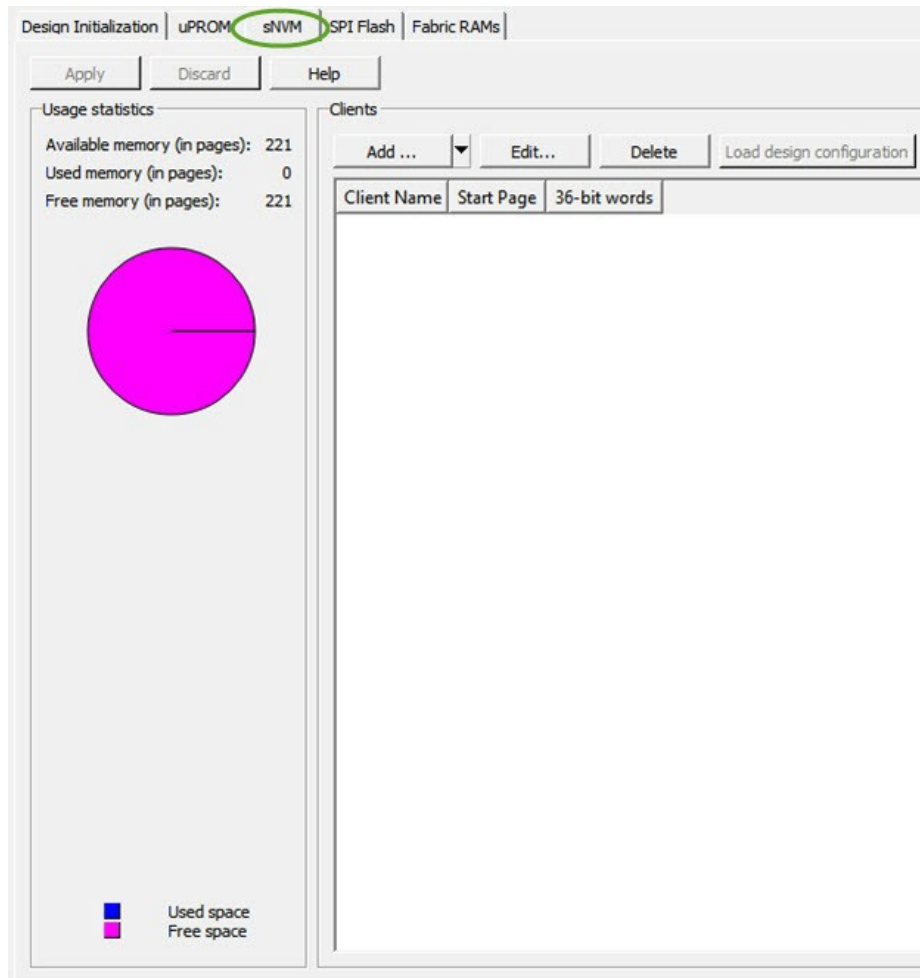 Design Initialization uPROM sNVM SPI Flash Fabric RAMs
Apply Discard Help
Usage statistics
Available memory (in pages): 221
Used memory (in pages): 0
Free memory (in pages): 221
Used space
Free space
Clients
Add ... Edit... Delete Load design configuration
Client Name Start Page 36-bit words